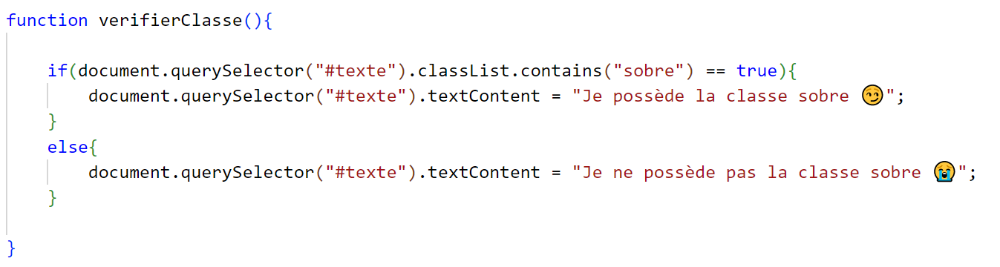 function verifierClasse(){
if(document.querySelector("#texte").classList.contains("sobre") == true){
document.querySelector("#texte").textContent = "Je possède la classe sobre 😏";
}
else{
document.querySelector("#texte").textContent = "Je ne possède pas la classe sobre 😭";
}
}